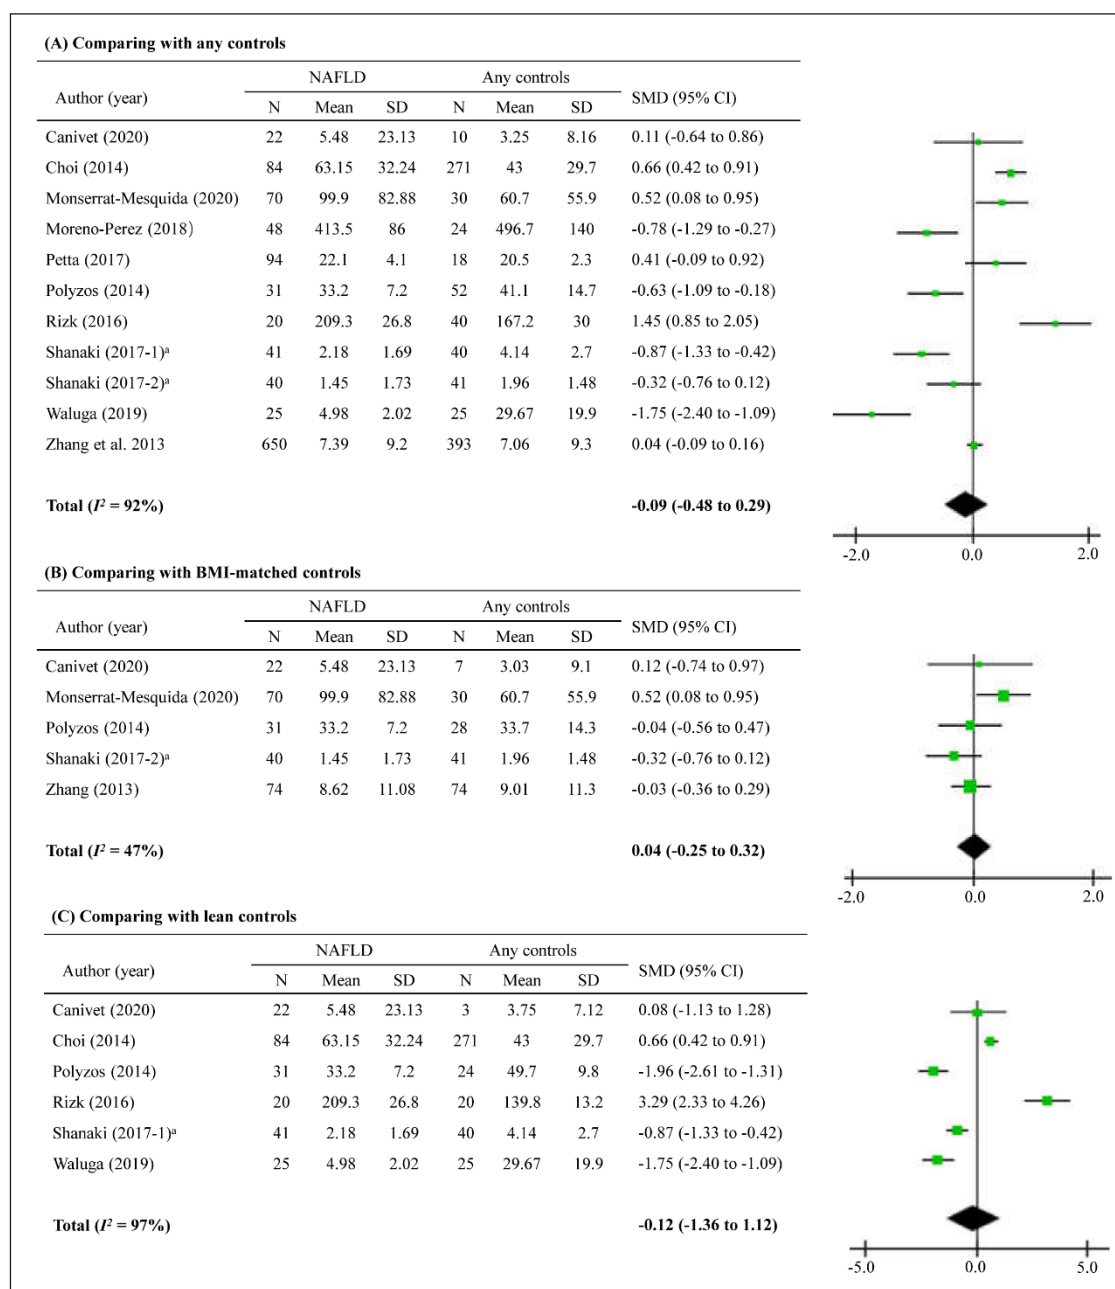 (A) Comparing with any controls
NAFLD Any controls
Author (year) SMD (95% CI)
N Mean SD N Mean SD
Canivet (2020) 22 5.48 23.13 10 3.25 8.16 0.11 (-0.64 to 0.86)
Choi (2014) 84 63.15 32.24 271 43 29.7 0.66 (0.42 to 0.91)
Monserrat-Mesquida (2020) 70 99.9 82.88 30 60.7 55.9 0.52 (0.08 to 0.95)
Moreno-Perez (2018) 48 413.5 86 24 496.7 140 -0.78 (-1.29 to -0.27)
Petta (2017) 94 22.1 4.1 18 20.5 2.3 0.41 (-0.09 to 0.92)
Polyzos (2014) 31 33.2 7.2 52 41.1 14.7 -0.63 (-1.09 to -0.18)
Rizk (2016) 20 209.3 26.8 40 167.2 30 1.45 (0.85 to 2.05)
Shanaki (2017-1)ᵃ 41 2.18 1.69 40 4.14 2.7 -0.87 (-1.33 to -0.42)
Shanaki (2017-2)ᵃ 40 1.45 1.73 41 1.96 1.48 -0.32 (-0.76 to 0.12)
Waluga (2019) 25 4.98 2.02 25 29.67 19.9 -1.75 (-2.40 to -1.09)
Zhang et al. 2013 650 7.39 9.2 393 7.06 9.3 0.04 (-0.09 to 0.16)
Total (I² = 92%) -0.09 (-0.48 to 0.29)
-2.0 0.0 2.0
(B) Comparing with BMI-matched controls
NAFLD Any controls
Author (year) SMD (95% CI)
N Mean SD N Mean SD
Canivet (2020) 22 5.48 23.13 7 3.03 9.1 0.12 (-0.74 to 0.97)
Monserrat-Mesquida (2020) 70 99.9 82.88 30 60.7 55.9 0.52 (0.08 to 0.95)
Polyzos (2014) 31 33.2 7.2 28 33.7 14.3 -0.04 (-0.56 to 0.47)
Shanaki (2017-2)ᵃ 40 1.45 1.73 41 1.96 1.48 -0.32 (-0.76 to 0.12)
Zhang (2013) 74 8.62 11.08 74 9.01 11.3 -0.03 (-0.36 to 0.29)
Total (I² = 47%) 0.04 (-0.25 to 0.32)
-2.0 0.0 2.0
(C) Comparing with lean controls
NAFLD Any controls
Author (year) SMD (95% CI)
N Mean SD N Mean SD
Canivet (2020) 22 5.48 23.13 3 3.75 7.12 0.08 (-1.13 to 1.28)
Choi (2014) 84 63.15 32.24 271 43 29.7 0.66 (0.42 to 0.91)
Polyzos (2014) 31 33.2 7.2 24 49.7 9.8 -1.96 (-2.61 to -1.31)
Rizk (2016) 20 209.3 26.8 20 139.8 13.2 3.29 (2.33 to 4.26)
Shanaki (2017-1)ᵃ 41 2.18 1.69 40 4.14 2.7 -0.87 (-1.33 to -0.42)
Waluga (2019) 25 4.98 2.02 25 29.67 19.9 -1.75 (-2.40 to -1.09)
Total (I² = 97%) -0.12 (-1.36 to 1.12)
-5.0 0.0 5.0